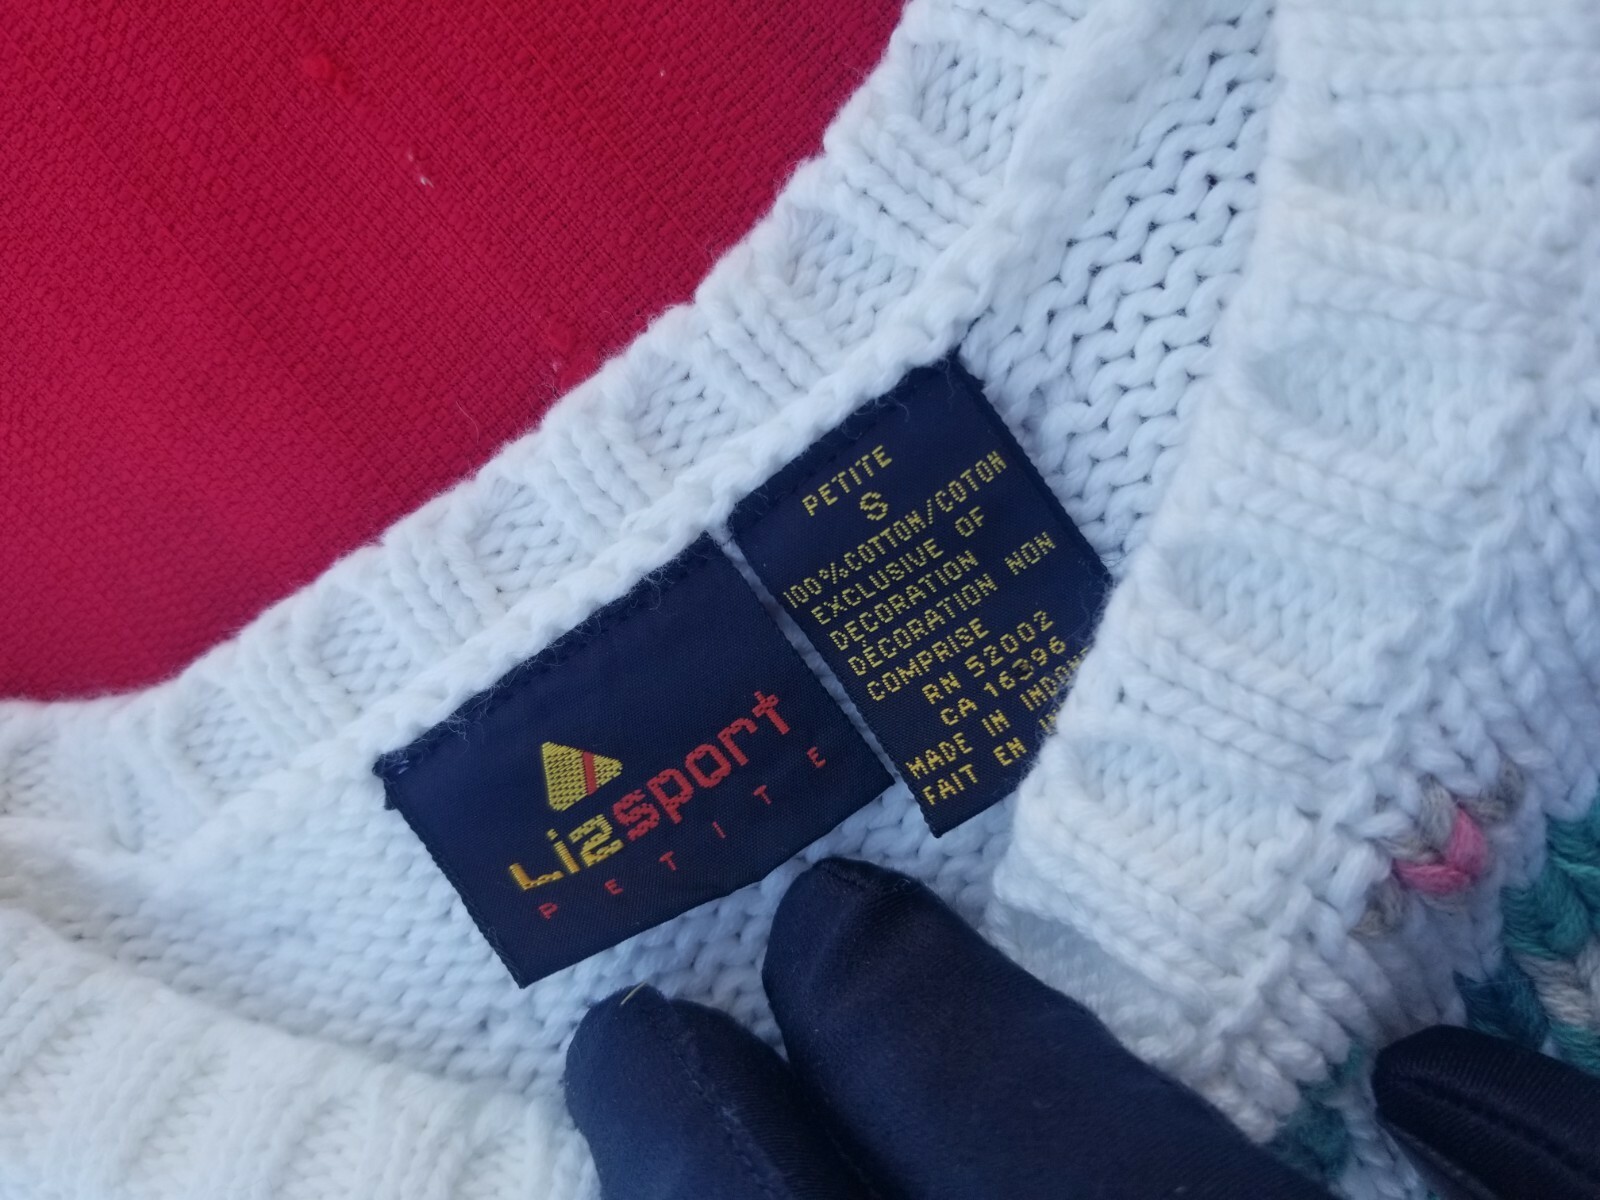 Lizsport
PETITE
PETITE
S
100%COTTON/COTON
EXCLUSIVE OF
DECORATION
DÉCORATION NON
COMPRISE
RN 52002
CA 16396
MADE IN
FAIT EN